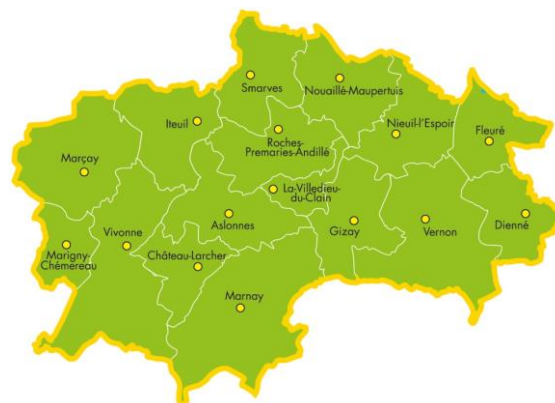 Smarves
Nouaillé-Maupertuis
Iteuil
Roches-
Premaries-Andillé
Nieuil-l'Espoir
Fleuré
Marçay
La-Villedieu-
du-Clain
Vivonne
Aslonnes
Gizay
Vernon
Dienné
Marigny-
Chémereau
Château-Larcher
Marnay